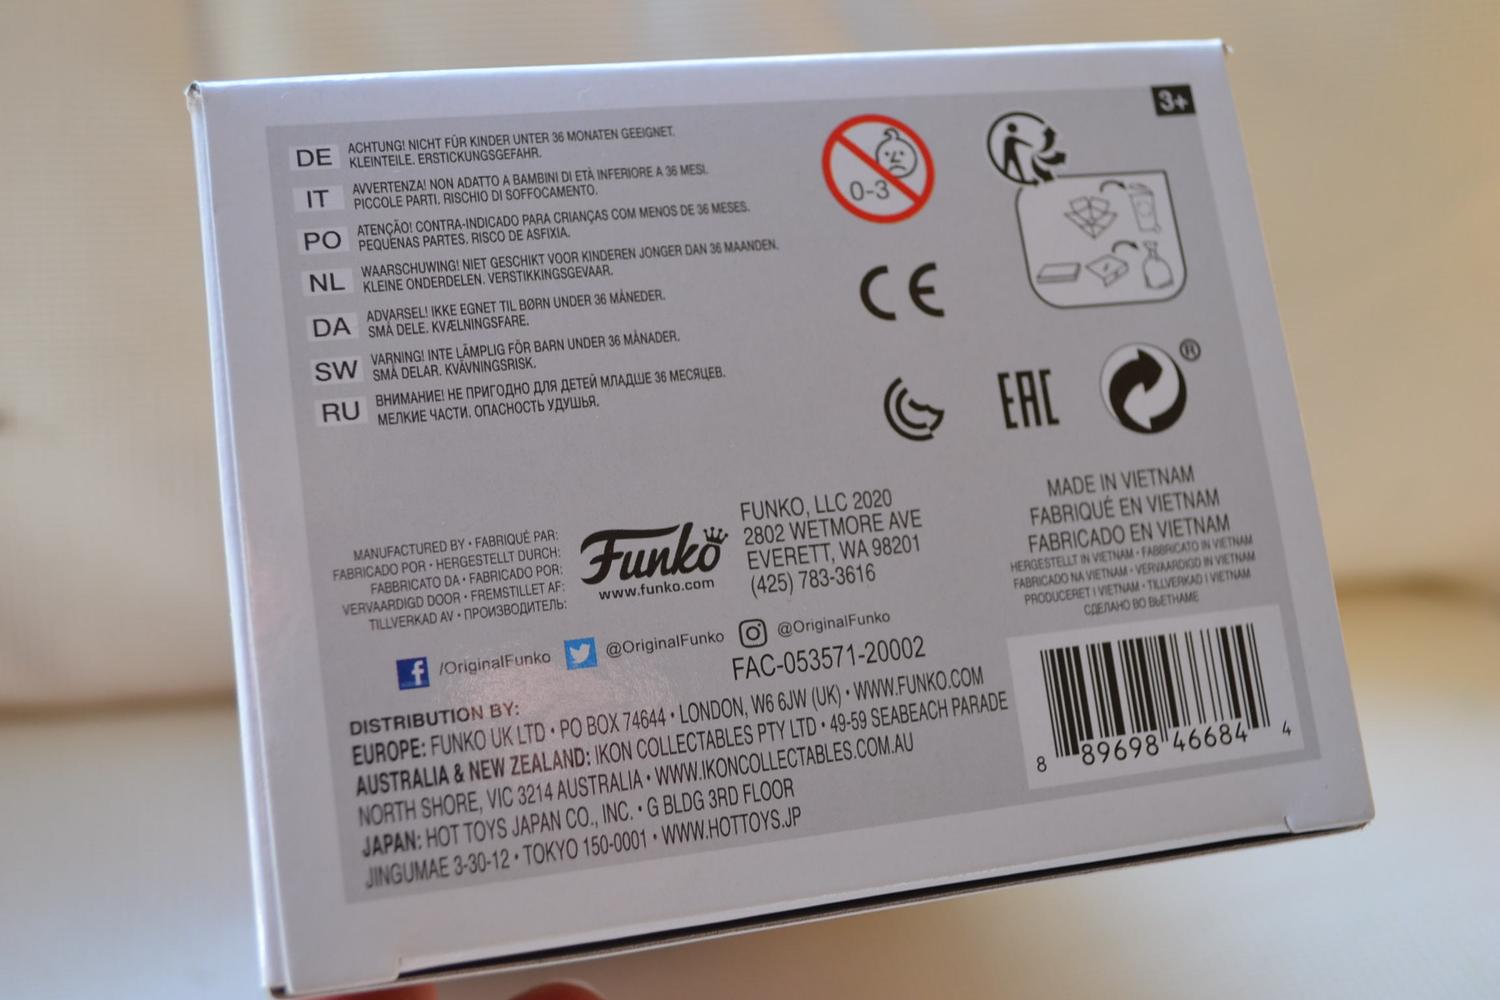 3+
DE ACHTUNG! NICHT FÜR KINDER UNTER 36 MONATEN GEEIGNET.
KLEINTEILE. ERSTICKUNGSGEFAHR.
IT AVVERTENZA! NON ADATTO A BAMBINI DI ETÀ INFERIORE A 36 MESI.
PICCOLE PARTI. RISCHIO DI SOFFOCAMENTO.
PO ATENÇÃO! CONTRA-INDICADO PARA CRIANÇAS COM MENOS DE 36 MESES.
PEQUENAS PARTES. RISCO DE ASFIXIA.
NL WAARSCHUWING! NIET GESCHIKT VOOR KINDEREN JONGER DAN 36 MAANDEN.
KLEINE ONDERDELEN. VERSTIKKINGSGEVAAR.
DA ADVARSEL! IKKE EGNET TIL BØRN UNDER 36 MÅNEDER.
SMÅ DELE. KVÆLNINGSFARE.
SW VARNING! INTE LÄMPLIG FÖR BARN UNDER 36 MÅNADER.
SMÅ DELAR. KVÄVNINGSRISK.
RU ВНИМАНИЕ! НЕ ПРИГОДНО ДЛЯ ДЕТЕЙ МЛАДШЕ 36 МЕСЯЦЕВ.
МЕЛКИЕ ЧАСТИ. ОПАСНОСТЬ УДУШЬЯ.
0-3
CE
EAC
®
MANUFACTURED BY • FABRIQUÉ PAR:
FABRICADO POR • HERGESTELLT DURCH:
FABBRICATO DA • FABRICADO POR:
VERVAARDIGD DOOR • FREMSTILLET AF:
TILLVERKAD AV • ПРОИЗВОДИТЕЛЬ:
Funko
www.funko.com
FUNKO, LLC 2020
2802 WETMORE AVE
EVERETT, WA 98201
(425) 783-3616
MADE IN VIETNAM
FABRIQUÉ EN VIETNAM
FABRICADO EN VIETNAM
HERGESTELLT IN VIETNAM • FABBRICATO IN VIETNAM
FABRICADO NA VIETNAM • VERVAARDIGD IN VIETNAM
PRODUCERET I VIETNAM • TILLVERKAD I VIETNAM
СДЕЛАНО ВО ВЬЕТНАМЕ
f /OriginalFunko @OriginalFunko @OriginalFunko
FAC-053571-20002
DISTRIBUTION BY:
EUROPE: FUNKO UK LTD • PO BOX 74644 • LONDON, W6 6JW (UK) • WWW.FUNKO.COM
AUSTRALIA & NEW ZEALAND: IKON COLLECTABLES PTY LTD • 49-59 SEABEACH PARADE
NORTH SHORE, VIC 3214 AUSTRALIA • WWW.IKONCOLLECTABLES.COM.AU
JAPAN: HOT TOYS JAPAN CO., INC. • G BLDG 3RD FLOOR
JINGUMAE 3-30-12 • TOKYO 150-0001 • WWW.HOTTOYS.JP
8 89698 46684 4